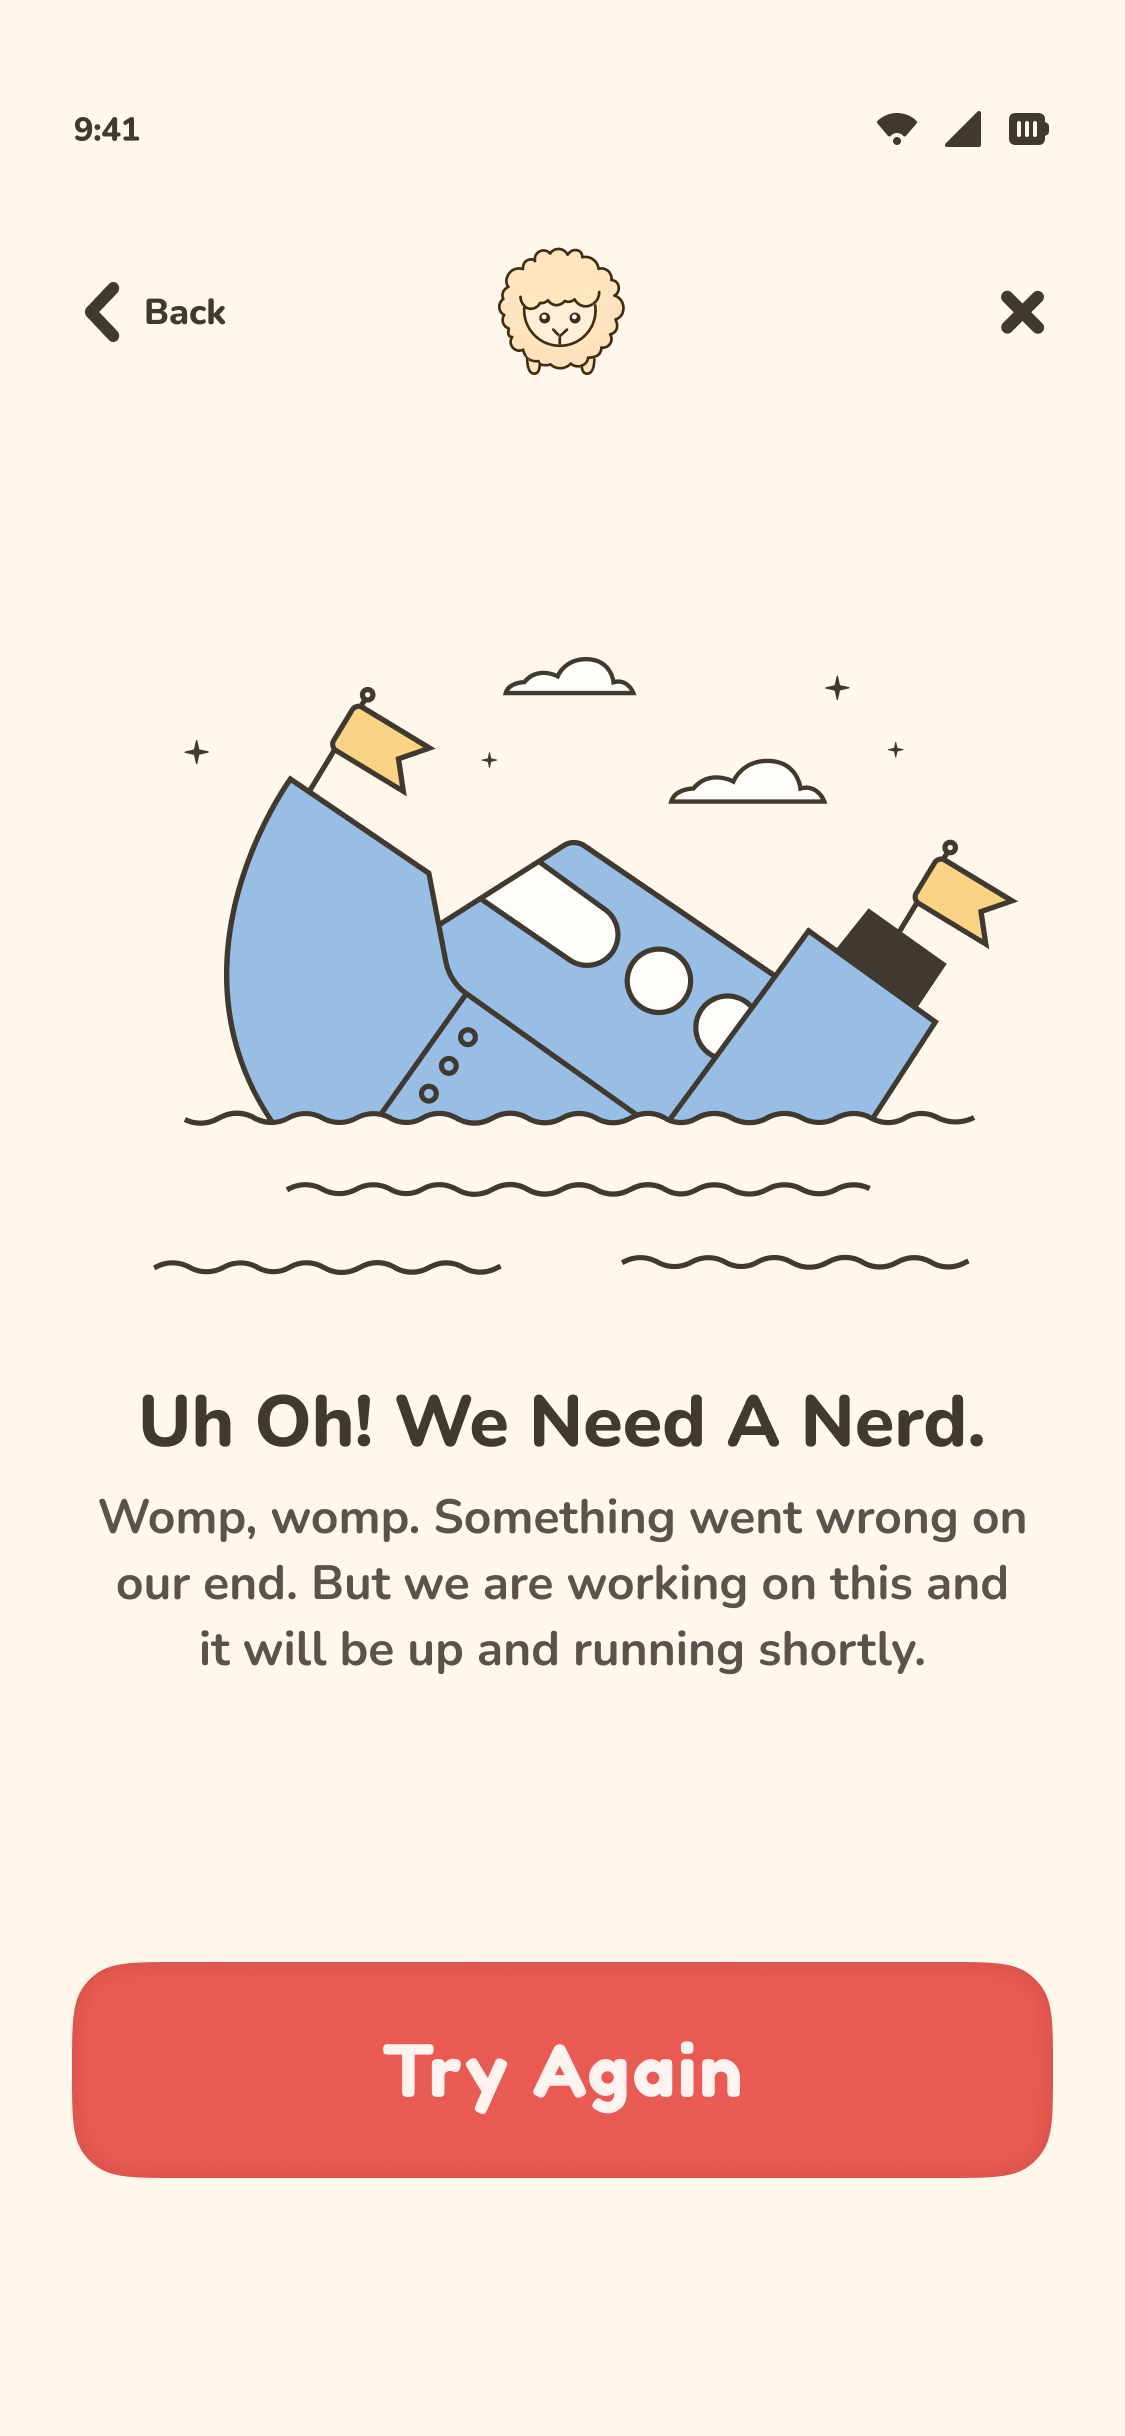 9:41
Back
Uh Oh! We Need A Nerd.
Womp, womp. Something went wrong on
our end. But we are working on this and
it will be up and running shortly.
Try Again